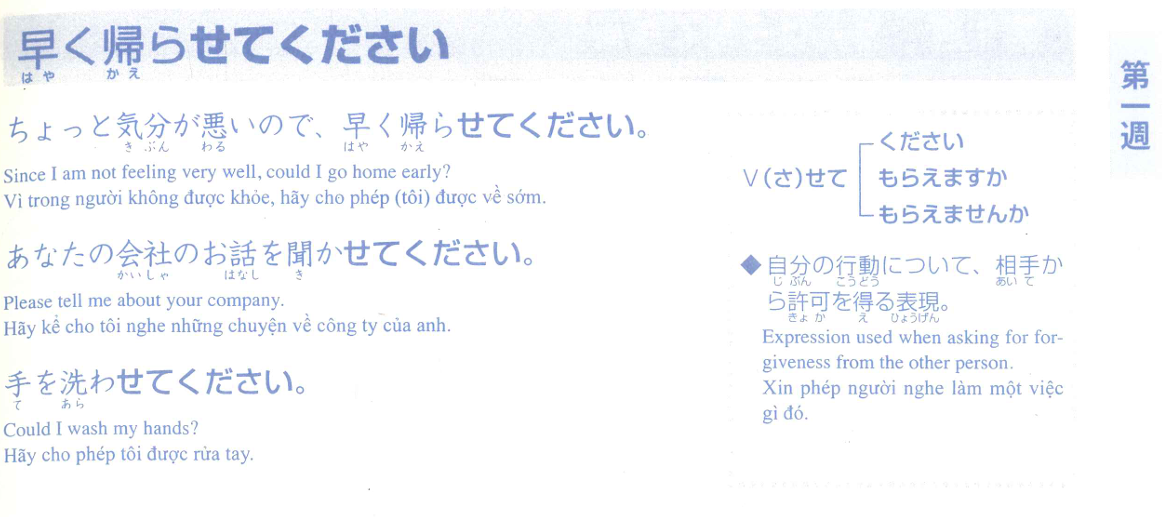 早く帰らせてください
はや かえ
ちょっと気分が悪いので、早く帰らせてください。
きぶん わる はや かえ
Since I am not feeling very well, could I go home early?
Vì trong người không được khỏe, hãy cho phép (tôi) được về sớm.
あなたの会社のお話を聞かせてください。
かいしゃ はなし き
Please tell me about your company.
Hãy kể cho tôi nghe những chuyện về công ty của anh.
手を洗わせてください。
て あら
Could I wash my hands?
Hãy cho phép tôi được rửa tay.
V(さ)せて
ください
もらえますか
もらえませんか
◆ 自分の行動について、相手か
じぶん こうどう あいて
ら許可を得る表現。
きょか え ひょうげん
Expression used when asking for for-
giveness from the other person.
Xin phép người nghe làm một việc
gì đó.
第一週